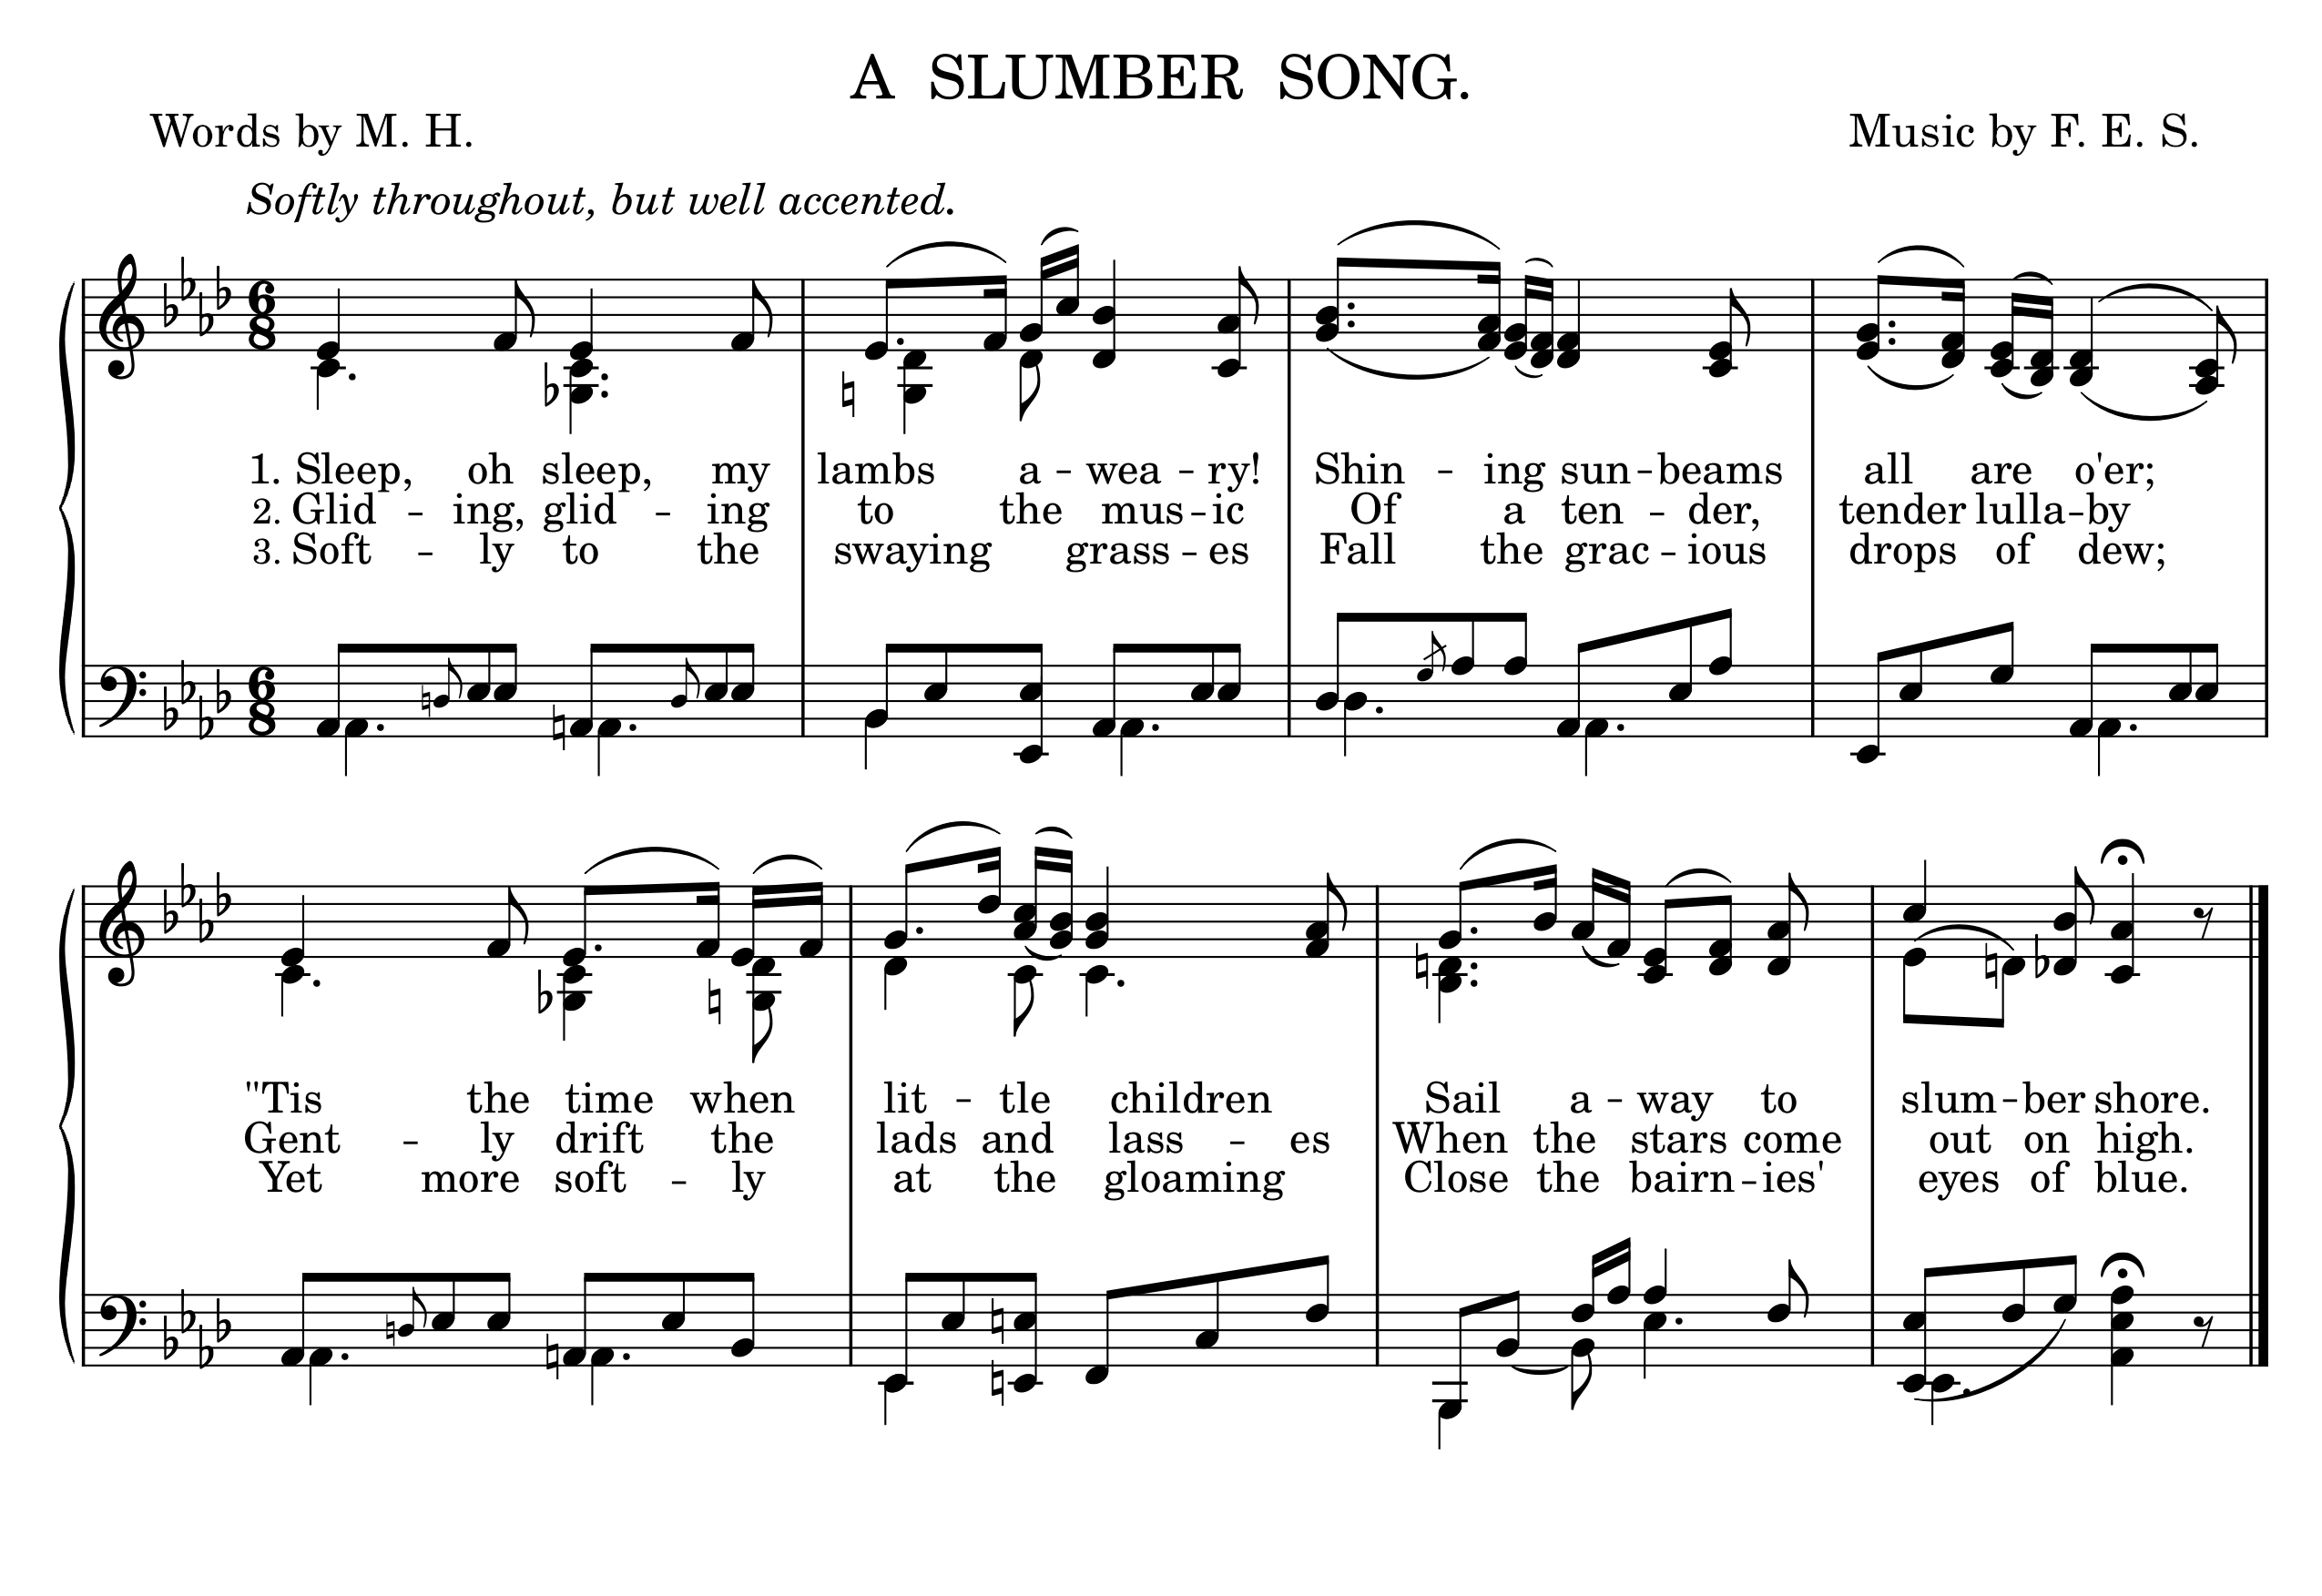 A SLUMBER SONG.
Words by M. H.
Music by F. E. S.
Softly throughout, but well accented.
1. Sleep, oh sleep, my lambs a – wea – ry! Shin – ing sun – beams all are o'er;
2. Glid – ing, glid – ing to the mus – ic Of a ten – der, tender lulla – by
3. Soft – ly to the swaying grass – es Fall the grac – ious drops of dew;
"Tis the time when lit – tle children Sail a – way to slum – ber shore.
Gent – ly drift the lads and lass – es When the stars come out on high.
Yet more soft – ly at the gloaming Close the bairn – ies' eyes of blue.